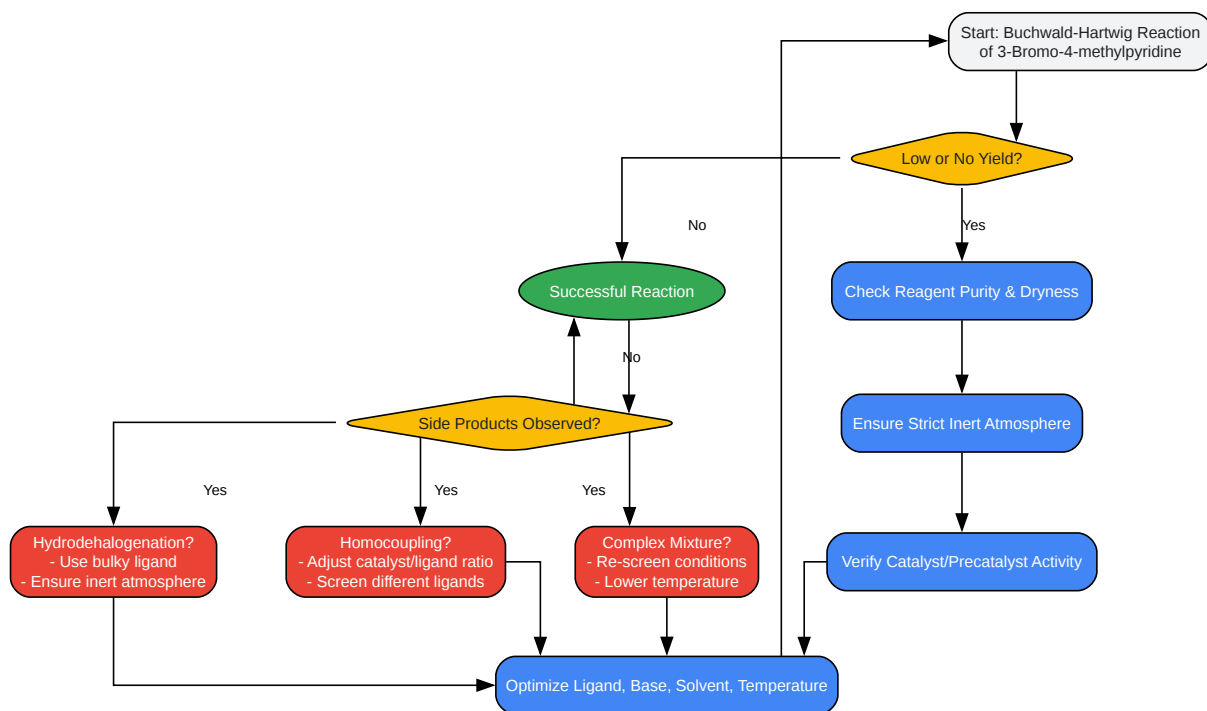 Start: Buchwald-Hartwig Reaction
of 3-Bromo-4-methylpyridine
Low or No Yield?
No
Yes
Successful Reaction
Check Reagent Purity & Dryness
No
Side Products Observed?
Ensure Strict Inert Atmosphere
Yes
Yes
Yes
Hydrodehalogenation?
- Use bulky ligand
- Ensure inert atmosphere
Homocoupling?
- Adjust catalyst/ligand ratio
- Screen different ligands
Complex Mixture?
- Re-screen conditions
- Lower temperature
Verify Catalyst/Precatalyst Activity
Optimize Ligand, Base, Solvent, Temperature